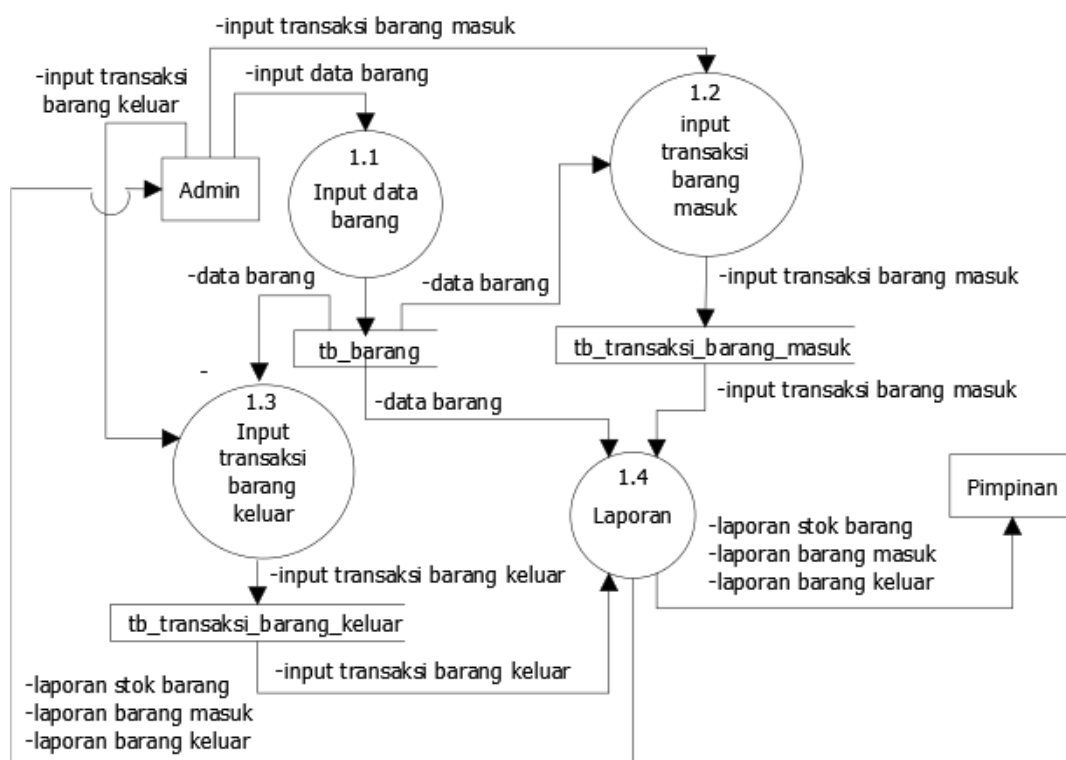 -input transaksi barang masuk
-input transaksi
barang keluar
-input data barang
1.2
input
transaksi
barang
masuk
1.1
Input data
barang
Admin
-data barang
-data barang
-input transaksi barang masuk
tb_barang
tb_transaksi_barang_masuk
-
-data barang
-input transaksi barang masuk
1.3
Input
transaksi
barang
keluar
1.4
Laporan
Pimpinan
-laporan stok barang
-laporan barang masuk
-laporan barang keluar
-input transaksi barang keluar
tb_transaksi_barang_keluar
-input transaksi barang keluar
-laporan stok barang
-laporan barang masuk
-laporan barang keluar